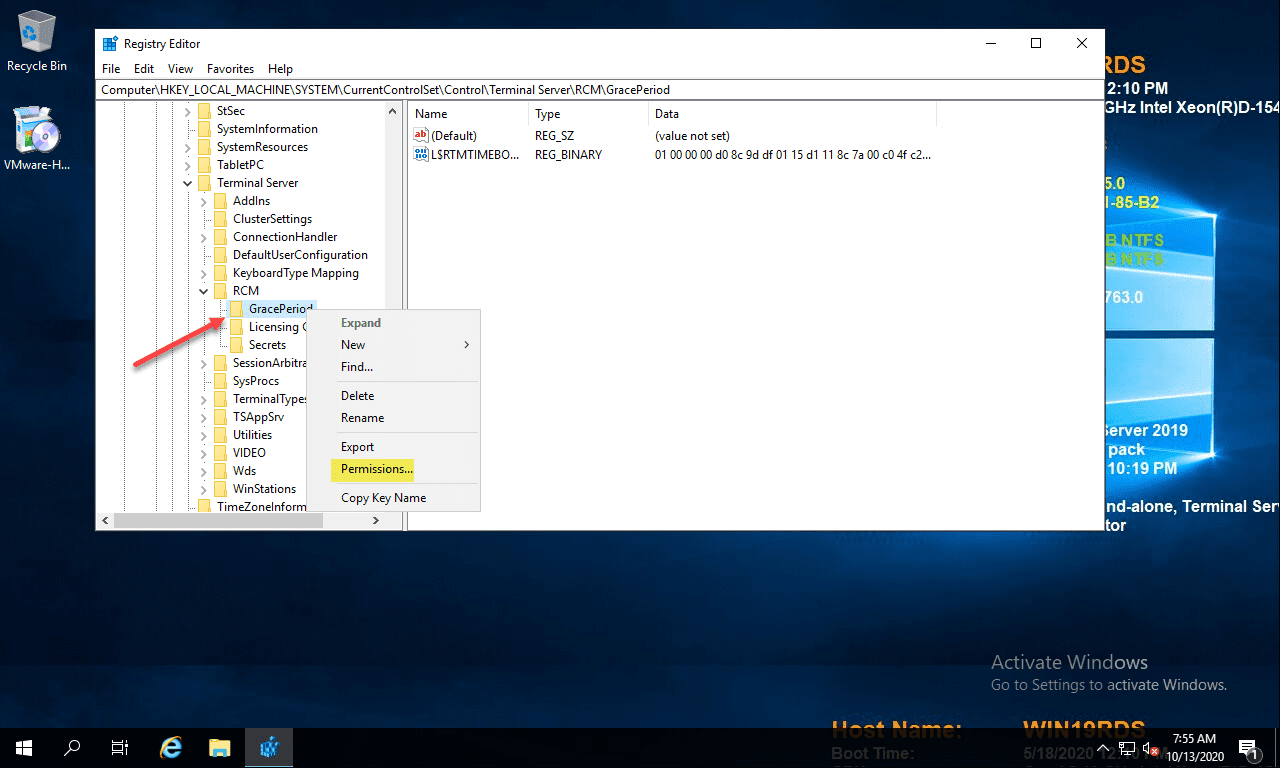 Recycle Bin
VMware-H...
Registry Editor
File Edit View Favorites Help
Computer\HKEY_LOCAL_MACHINE\SYSTEM\CurrentControlSet\Control\Terminal Server\RCM\GracePeriod
StSec
SystemInformation
SystemResources
TabletPC
Terminal Server
AddIns
ClusterSettings
ConnectionHandler
DefaultUserConfiguration
KeyboardType Mapping
RCM
GracePeriod
Licensing
Secrets
SessionArbitra
SysProcs
TerminalTypes
TSAppSrv
Utilities
VIDEO
Wds
WinStations
TimeZoneInform
Name Type Data
(Default) REG_SZ (value not set)
L$RTMTIMEBO... REG_BINARY 01 00 00 00 d0 8c 9d df 01 15 d1 11 8c 7a 00 c0 4f c2...
Expand
New
Find...
Delete
Rename
Export
Permissions...
Copy Key Name
RDS
2:10 PM
GHz Intel Xeon(R)D-154
5.0
-85-B2
B NTFS
B NTFS
763.0
Server 2019
pack
10:19 PM
nd-alone, Terminal Ser
tor
Activate Windows
Go to Settings to activate Windows.
Host Name: WIN19RDS
Boot Time: 5/18/2020
7:55 AM
10/13/2020
1